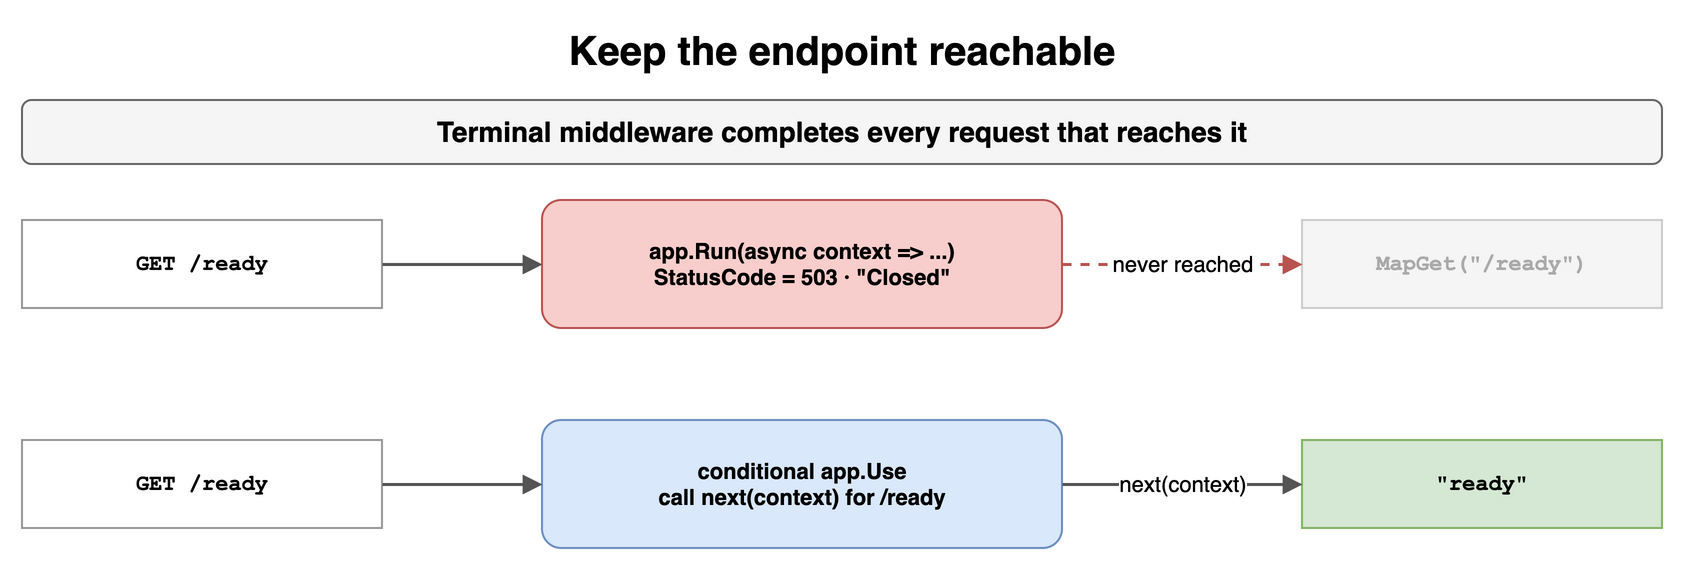 Keep the endpoint reachable
Terminal middleware completes every request that reaches it
GET /ready
app.Run(async context => ...)
StatusCode = 503 · "Closed"
never reached
MapGet("/ready")
GET /ready
conditional app.Use
call next(context) for /ready
next(context)
"ready"